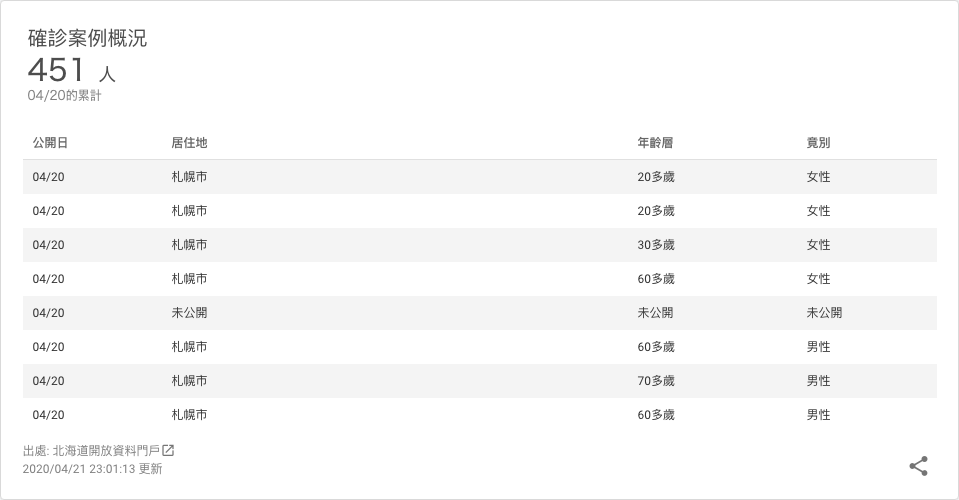 確診案例概況
451 人
04/20的累計
公開日 居住地 年齡層 竟別
04/20 札幌市 20多歲 女性
04/20 札幌市 20多歲 女性
04/20 札幌市 30多歲 女性
04/20 札幌市 60多歲 女性
04/20 未公開 未公開 未公開
04/20 札幌市 60多歲 男性
04/20 札幌市 70多歲 男性
04/20 札幌市 60多歲 男性
出處: 北海道開放資料門戶
2020/04/21 23:01:13 更新